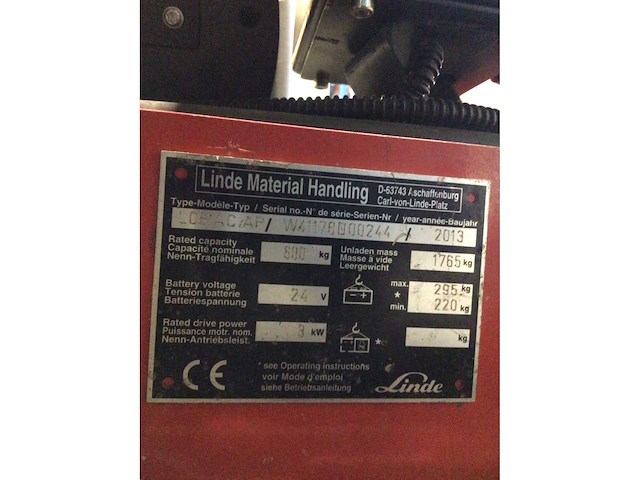 Linde Material Handling
D-63743 Aschaffenburg
Carl-von-Linde-Platz
Type-Modèle-Typ / Serial no.-N° de série-Serien-Nr / year-année-Baujahr
/ W41170D00244 / 2013
Rated capacity
Capacité nominale
Nenn-Tragfähigkeit
600 kg
Unladen mass
Masse à vide
Leergewicht
1765 kg
Battery voltage
Tension batterie
Batteriespannung
24 V
- +
max. 295 kg
*
min. 220 kg
Rated drive power
Puissance motr. nom.
Nenn-Antriebsleist.
3 kW
* kg
* see Operating instructions
voir Mode d'emploi
siehe Betriebsanleitung
CE
Linde